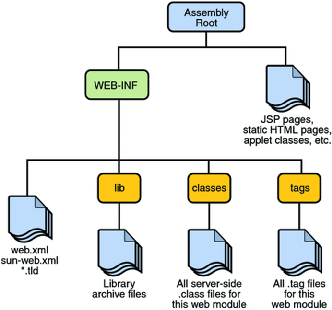 Assembly
Root
WEB-INF
JSP pages,
static HTML pages,
applet classes, etc.
lib
classes
tags
web.xml
sun-web.xml
*.tld
Library
archive files
All server-side
.class files for
this web module
All .tag files
for this
web module